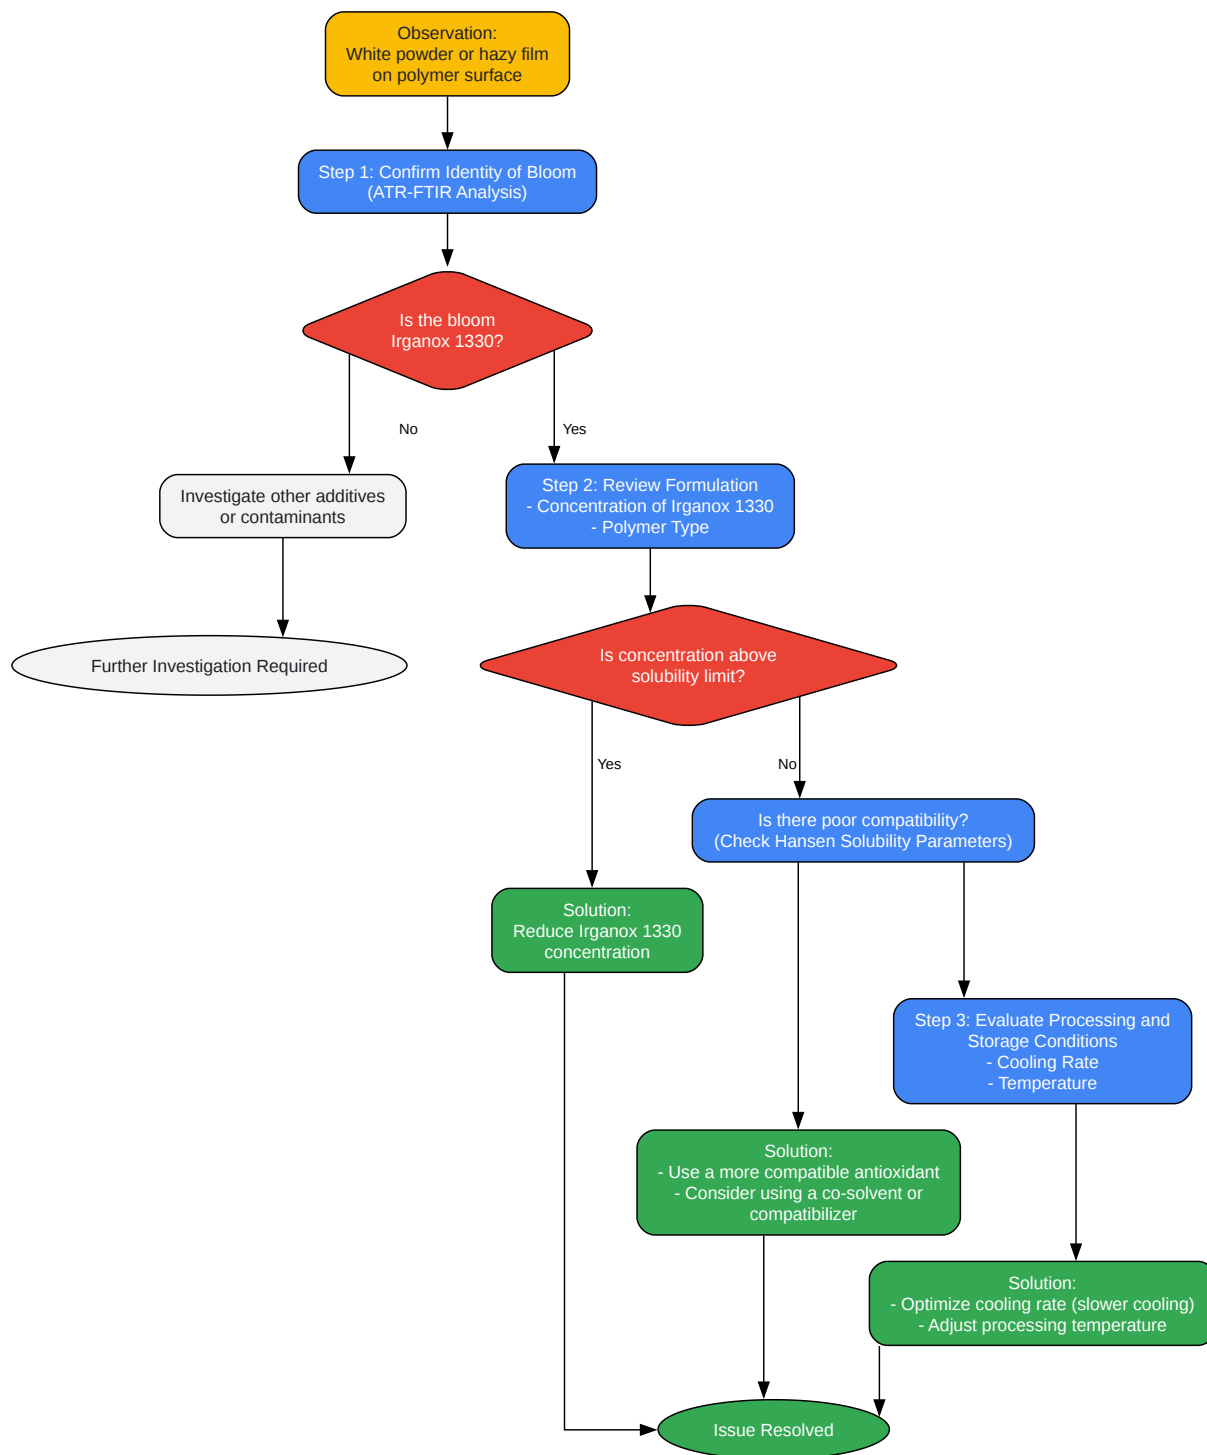 Observation:
White powder or hazy film
on polymer surface
Step 1: Confirm Identity of Bloom
(ATR-FTIR Analysis)
Is the bloom
Irganox 1330?
No
Yes
Investigate other additives
or contaminants
Step 2: Review Formulation
- Concentration of Irganox 1330
- Polymer Type
Further Investigation Required
Is concentration above
solubility limit?
Yes
No
Is there poor compatibility?
(Check Hansen Solubility Parameters)
Solution:
Reduce Irganox 1330
concentration
Step 3: Evaluate Processing and
Storage Conditions
- Cooling Rate
- Temperature
Solution:
- Use a more compatible antioxidant
- Consider using a co-solvent or
compatibilizer
Solution:
- Optimize cooling rate (slower cooling)
- Adjust processing temperature
Issue Resolved